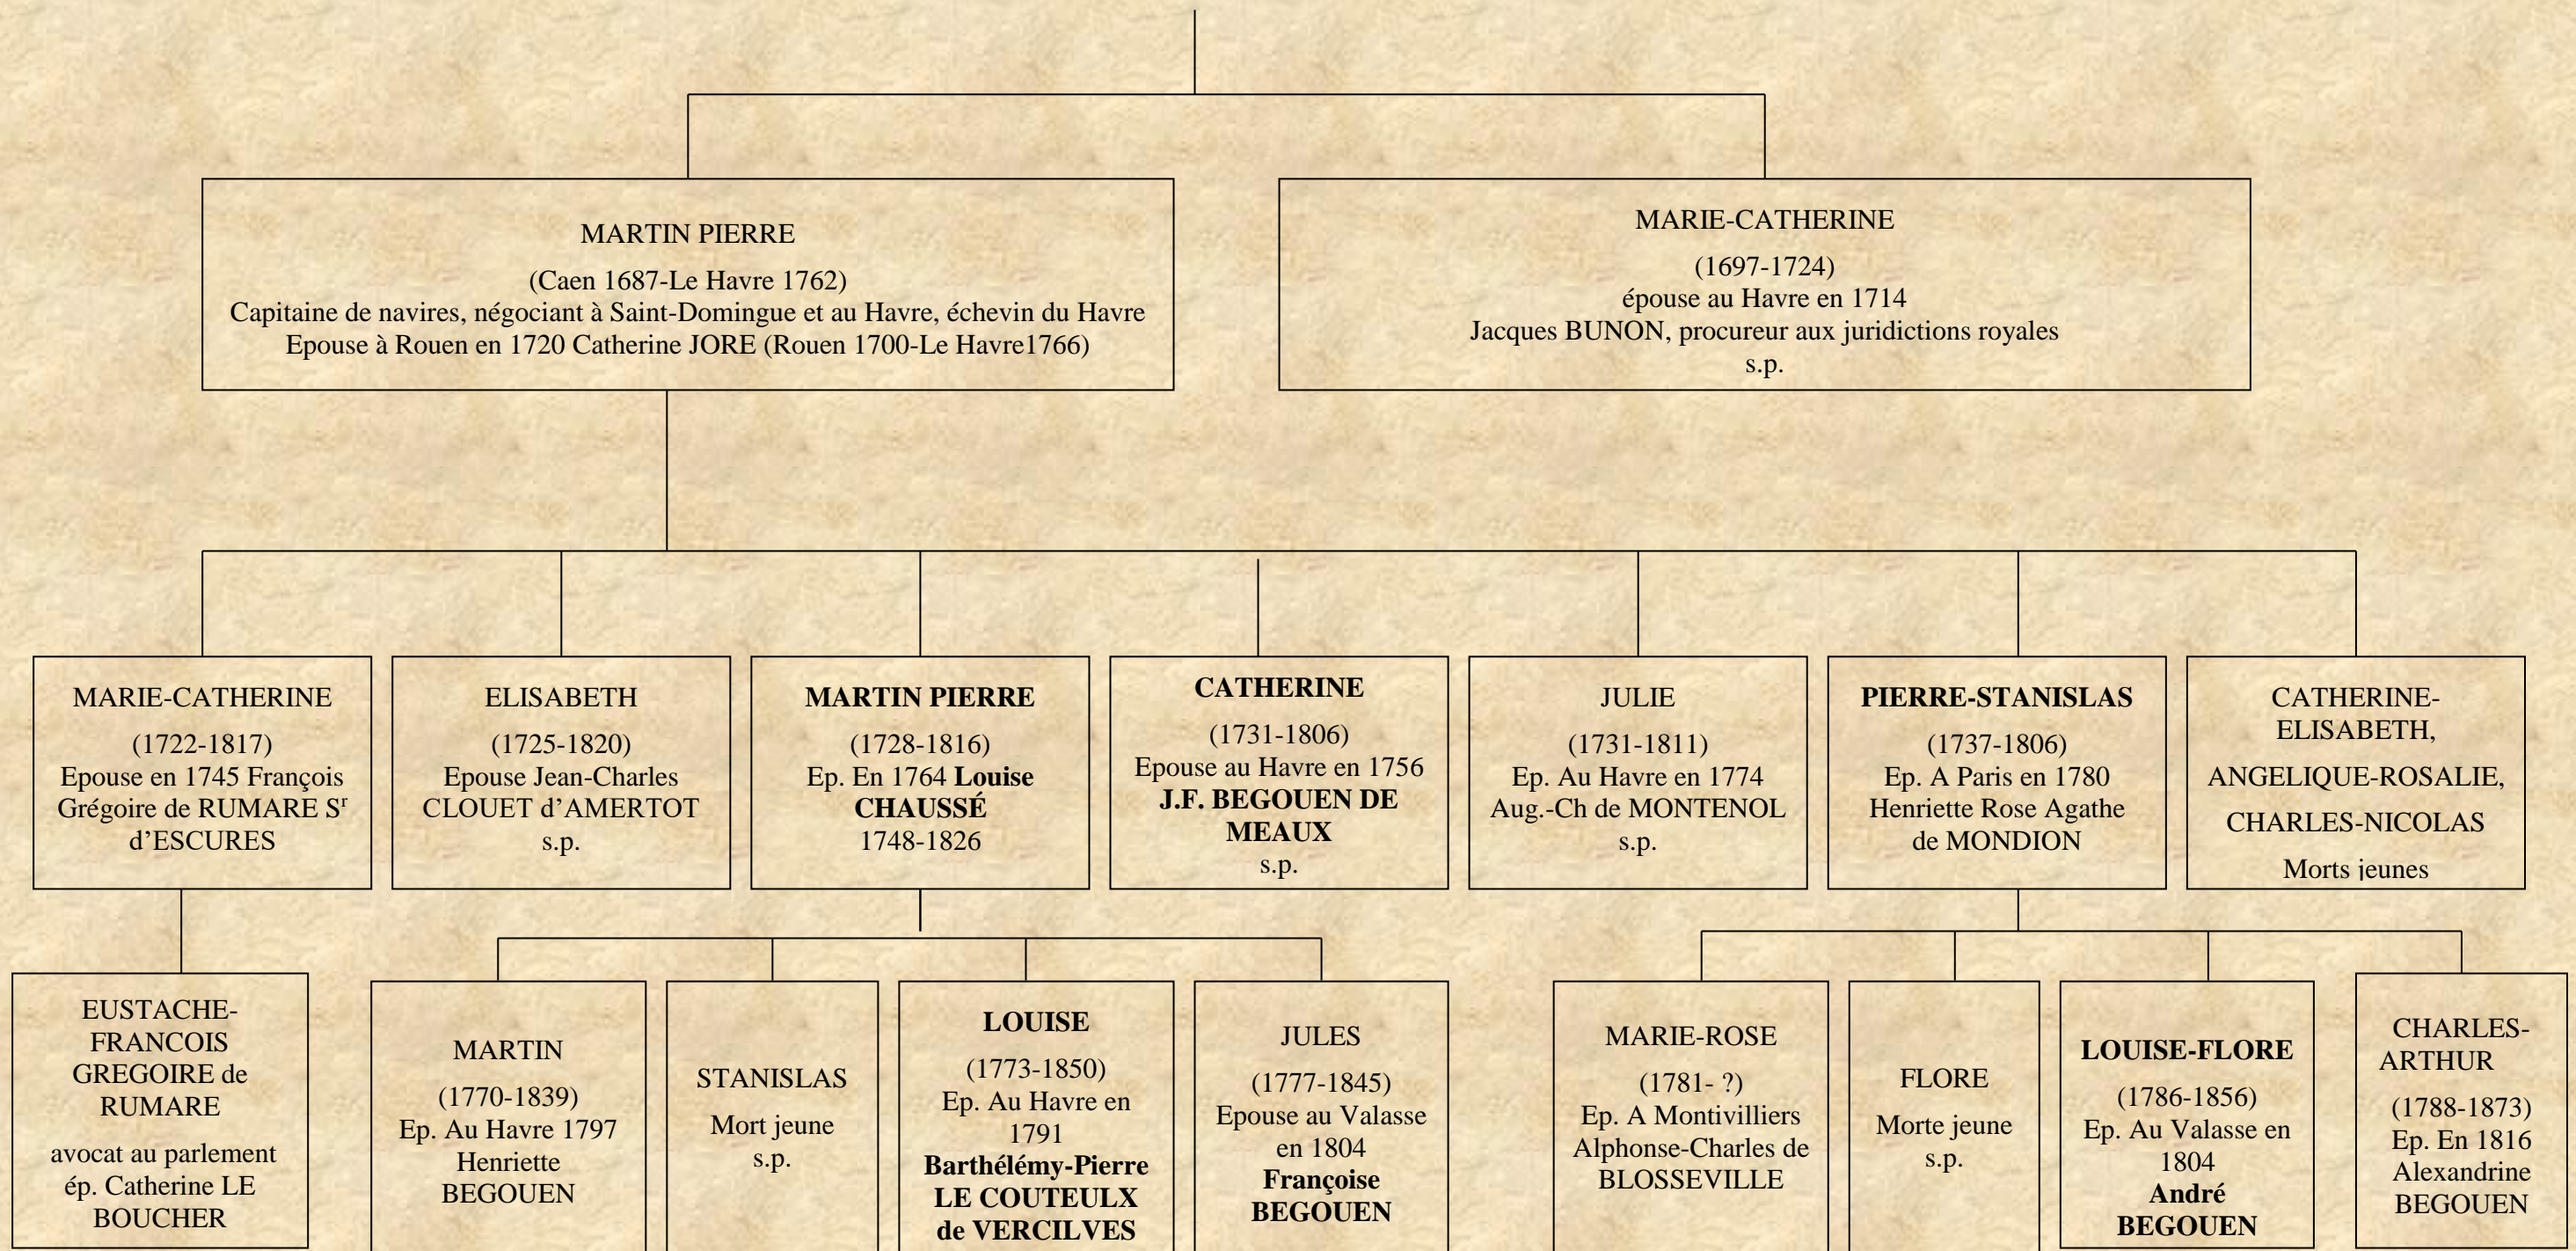 MARTIN PIERRE
(Caen 1687-Le Havre 1762)
Capitaine de navires, négociant à Saint-Domingue et au Havre, échevin du Havre
Epouse à Rouen en 1720 Catherine JORE (Rouen 1700-Le Havre1766)
MARIE-CATHERINE
(1697-1724)
épouse au Havre en 1714
Jacques BUNON, procureur aux juridictions royales
s.p.
MARIE-CATHERINE
(1722-1817)
Epouse en 1745 François
Grégoire de RUMARE Sr
d’ESCURES
ELISABETH
(1725-1820)
Epouse Jean-Charles
CLOUET d’AMERTOT
s.p.
MARTIN PIERRE
(1728-1816)
Ep. En 1764 Louise
CHAUSSÉ
1748-1826
CATHERINE
(1731-1806)
Epouse au Havre en 1756
J.F. BEGOUEN DE
MEAUX
s.p.
JULIE
(1731-1811)
Ep. Au Havre en 1774
Aug.-Ch de MONTENOL
s.p.
PIERRE-STANISLAS
(1737-1806)
Ep. A Paris en 1780
Henriette Rose Agathe
de MONDION
CATHERINE-
ELISABETH,
ANGELIQUE-ROSALIE,
CHARLES-NICOLAS
Morts jeunes
EUSTACHE-
FRANCOIS
GREGOIRE de
RUMARE
avocat au parlement
ép. Catherine LE
BOUCHER
MARTIN
(1770-1839)
Ep. Au Havre 1797
Henriette
BEGOUEN
STANISLAS
Mort jeune
s.p.
LOUISE
(1773-1850)
Ep. Au Havre en
1791
Barthélémy-Pierre
LE COUTEULX
de VERCILVES
JULES
(1777-1845)
Epouse au Valasse
en 1804
Françoise
BEGOUEN
MARIE-ROSE
(1781- ?)
Ep. A Montivilliers
Alphonse-Charles de
BLOSSEVILLE
FLORE
Morte jeune
s.p.
LOUISE-FLORE
(1786-1856)
Ep. Au Valasse en
1804
André
BEGOUEN
CHARLES-
ARTHUR
(1788-1873)
Ep. En 1816
Alexandrine
BEGOUEN